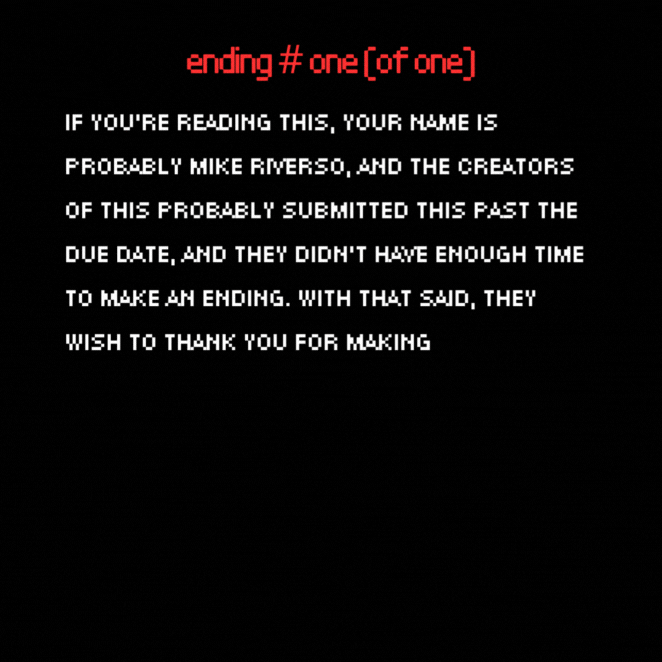 ending # one (of one)
IF YOU'RE READING THIS, YOUR NAME IS
PROBABLY MIKE RIVERSO, AND THE CREATORS
OF THIS PROBABLY SUBMITTED THIS PAST THE
DUE DATE, AND THEY DIDN'T HAVE ENOUGH TIME
TO MAKE AN ENDING. WITH THAT SAID, THEY
WISH TO THANK YOU FOR MAKING